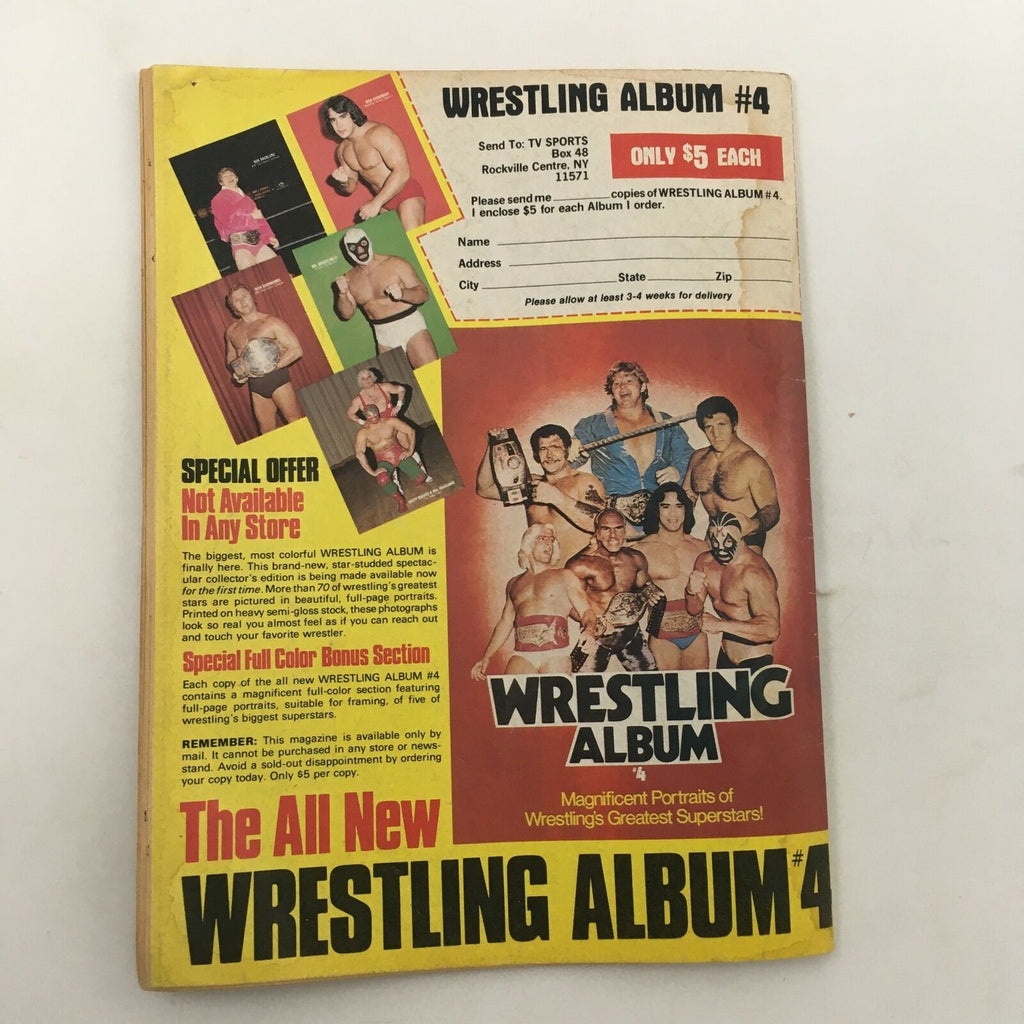 WRESTLING ALBUM #4
Send To: TV SPORTS
Box 48
Rockville Centre, NY
11571
ONLY $5 EACH
Please send me ________ copies of WRESTLING ALBUM #4.
I enclose $5 for each Album I order.
Name
Address
City State Zip
Please allow at least 3-4 weeks for delivery
SPECIAL OFFER
Not Available
In Any Store
The biggest, most colorful WRESTLING ALBUM is
finally here. This brand-new, star-studded spectac-
ular collector's edition is being made available now
for the first time. More than 70 of wrestling's greatest
stars are pictured in beautiful, full-page portraits.
Printed on heavy semi-gloss stock, these photographs
look so real you almost feel as if you can reach out
and touch your favorite wrestler.
Special Full Color Bonus Section
Each copy of the all new WRESTLING ALBUM #4
contains a magnificent full-color section featuring
full-page portraits, suitable for framing, of five of
wrestling's biggest superstars.
REMEMBER: This magazine is available only by
mail. It cannot be purchased in any store or news-
stand. Avoid a sold-out disappointment by ordering
your copy today. Only $5 per copy.
WRESTLING
ALBUM
#4
Magnificent Portraits of
Wrestling's Greatest Superstars!
The All New
WRESTLING ALBUM #4